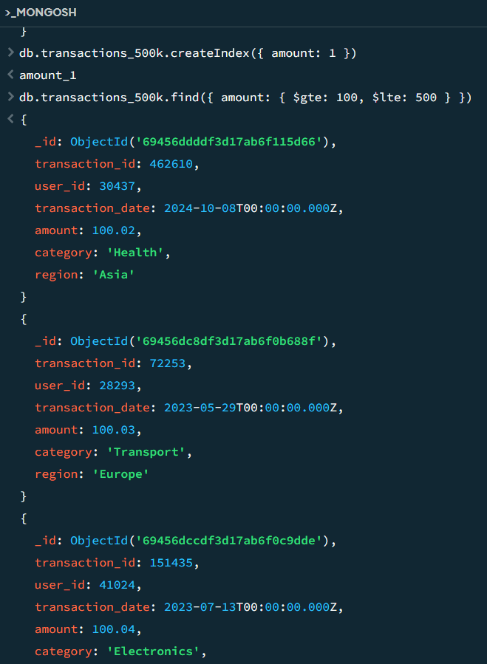 >_MONGOSH
}
> db.transactions_500k.createIndex({ amount: 1 })
< amount_1
> db.transactions_500k.find({ amount: { $gte: 100, $lte: 500 } })
< {
_id: ObjectId('69456ddddf3d17ab6f115d66'),
transaction_id: 462610,
user_id: 30437,
transaction_date: 2024-10-08T00:00:00.000Z,
amount: 100.02,
category: 'Health',
region: 'Asia'
}
{
_id: ObjectId('69456dc8df3d17ab6f0b688f'),
transaction_id: 72253,
user_id: 28293,
transaction_date: 2023-05-29T00:00:00.000Z,
amount: 100.03,
category: 'Transport',
region: 'Europe'
}
{
_id: ObjectId('69456dccdf3d17ab6f0c9dde'),
transaction_id: 151435,
user_id: 41024,
transaction_date: 2023-07-13T00:00:00.000Z,
amount: 100.04,
category: 'Electronics',